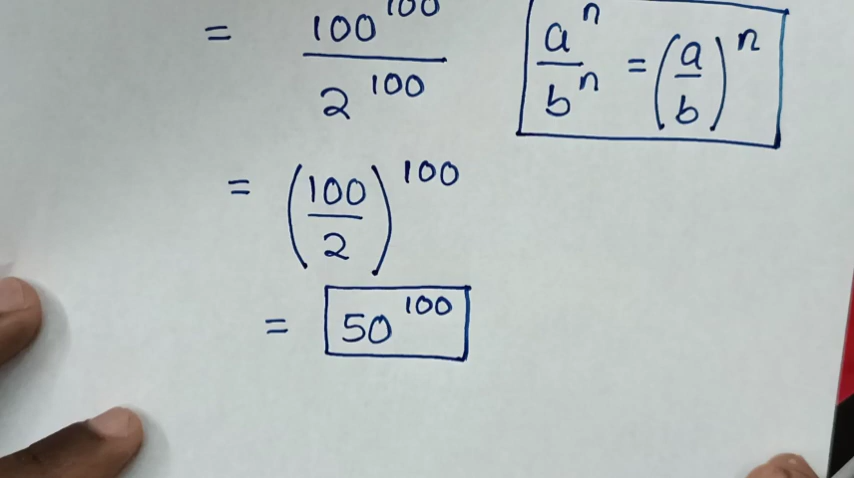 = 100^100 / 2^100
a^n / b^n = (a/b)^n
= (100/2)^100
= 50^100